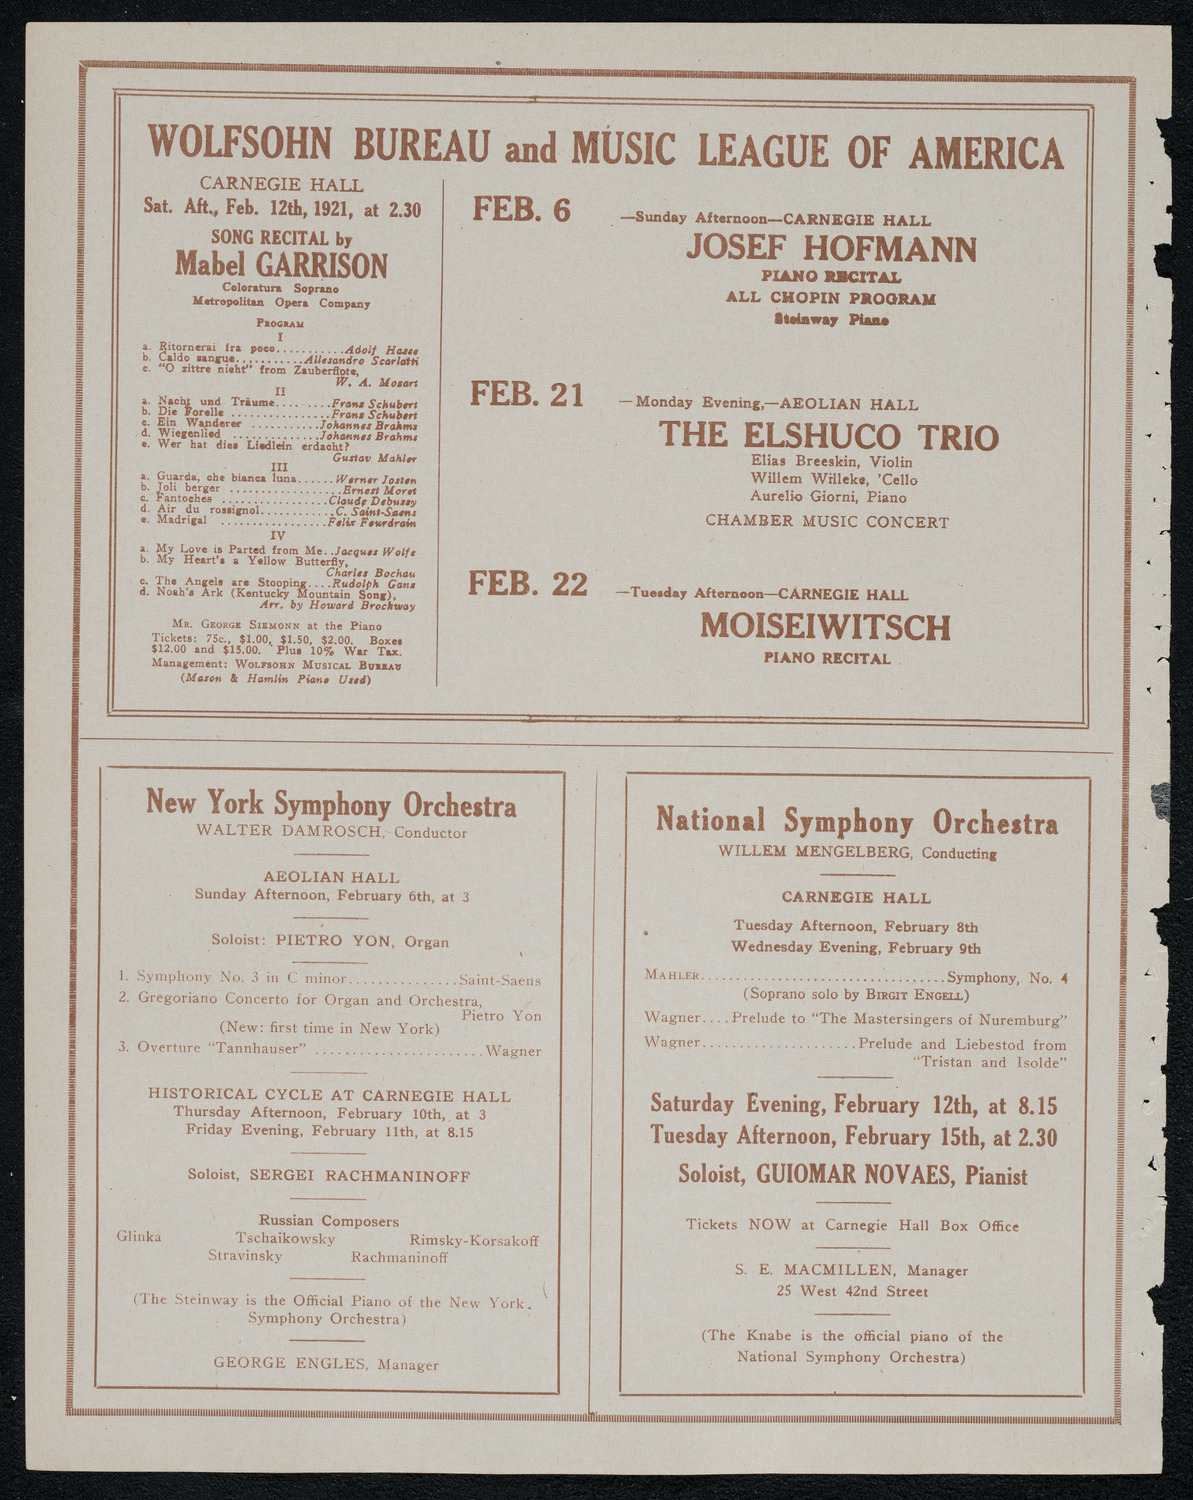 WOLFSOHN BUREAU and MUSIC LEAGUE OF AMERICA
CARNEGIE HALL
Sat. Aft., Feb. 12th, 1921, at 2.30
SONG RECITAL by
Mabel GARRISON
Coloratura Soprano
Metropolitan Opera Company
PROGRAM
I
a. Ritornerai fra poco...........Adolf Hasse
b. Caldo sangue..........Allesandro Scarlatti
c. "O zittre nicht" from Zauberflote,
W. A. Mozart
II
a. Nacht und Träume.........Franz Schubert
b. Die Forelle ...............Franz Schubert
c. Ein Wanderer ..........Johannes Brahms
d. Wiegenlied .............Johannes Brahms
e. Wer hat dies Liedlein erdacht?
Gustav Mahler
III
a. Guarda, che bianca luna......Werner Josten
b. Joli berger .................Ernest Moret
c. Fantoches ................Claude Debussy
d. Air du rossignol...........C. Saint-Saens
e. Madrigal ................Felix Fourdrain
IV
a. My Love is Parted from Me..Jacques Wolfe
b. My Heart's a Yellow Butterfly,
Charles Bochau
c. The Angels are Stooping....Rudolph Ganz
d. Noah's Ark (Kentucky Mountain Song),
Arr. by Howard Brockway
MR. GEORGE SIEMONN at the Piano
Tickets: 75c., $1.00, $1.50, $2.00. Boxes
$12.00 and $15.00. Plus 10% War Tax.
Management: WOLFSOHN MUSICAL BUREAU
(Mason & Hamlin Piano Used)
FEB. 6 —Sunday Afternoon—CARNEGIE HALL
JOSEF HOFMANN
PIANO RECITAL
ALL CHOPIN PROGRAM
Steinway Piano
FEB. 21 —Monday Evening,—AEOLIAN HALL
THE ELSHUCO TRIO
Elias Breeskin, Violin
Willem Willeke, 'Cello
Aurelio Giorni, Piano
CHAMBER MUSIC CONCERT
FEB. 22 —Tuesday Afternoon—CARNEGIE HALL
MOISEIWITSCH
PIANO RECITAL
New York Symphony Orchestra
WALTER DAMROSCH, Conductor
AEOLIAN HALL
Sunday Afternoon, February 6th, at 3
Soloist: PIETRO YON, Organ
1. Symphony No. 3 in C minor...............Saint-Saens
2. Gregoriano Concerto for Organ and Orchestra,
Pietro Yon
(New: first time in New York)
3. Overture "Tannhauser" .......................Wagner
HISTORICAL CYCLE AT CARNEGIE HALL
Thursday Afternoon, February 10th, at 3
Friday Evening, February 11th, at 8.15
Soloist, SERGEI RACHMANINOFF
Russian Composers
Glinka Tschaikowsky Rimsky-Korsakoff
Stravinsky Rachmaninoff
(The Steinway is the Official Piano of the New York
Symphony Orchestra)
GEORGE ENGLES, Manager
National Symphony Orchestra
WILLEM MENGELBERG, Conducting
CARNEGIE HALL
Tuesday Afternoon, February 8th
Wednesday Evening, February 9th
MAHLER.................................Symphony, No. 4
(Soprano solo by BIRGIT ENGELL)
Wagner....Prelude to "The Mastersingers of Nuremburg"
Wagner.....................Prelude and Liebestod from
"Tristan and Isolde"
Saturday Evening, February 12th, at 8.15
Tuesday Afternoon, February 15th, at 2.30
Soloist, GUIOMAR NOVAES, Pianist
Tickets NOW at Carnegie Hall Box Office
S. E. MACMILLEN, Manager
25 West 42nd Street
(The Knabe is the official piano of the
National Symphony Orchestra)